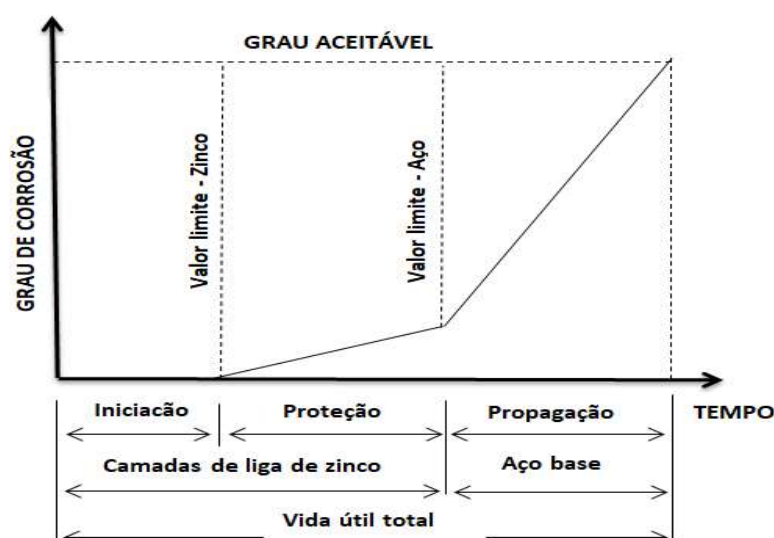 GRAU ACEITÁVEL
GRAU DE CORROSÃO
Valor limite - Zinco
Valor limite - Aço
Iniciacão
Proteção
Propagação
TEMPO
Camadas de liga de zinco
Aço base
Vida útil total